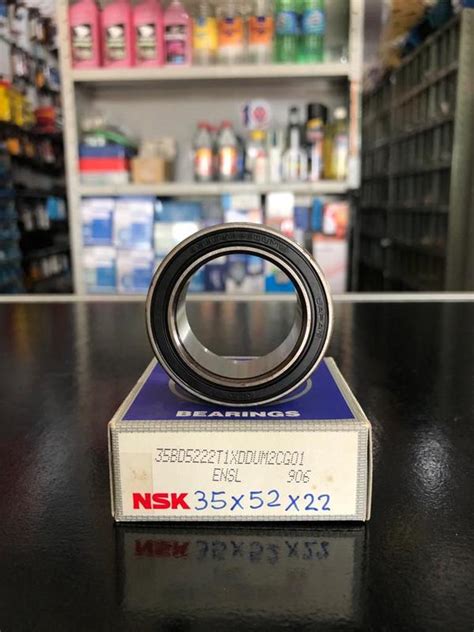 BEARINGS
35BD5222T1XDDUM2CG01
ENSL 906
NSK 35x52x22